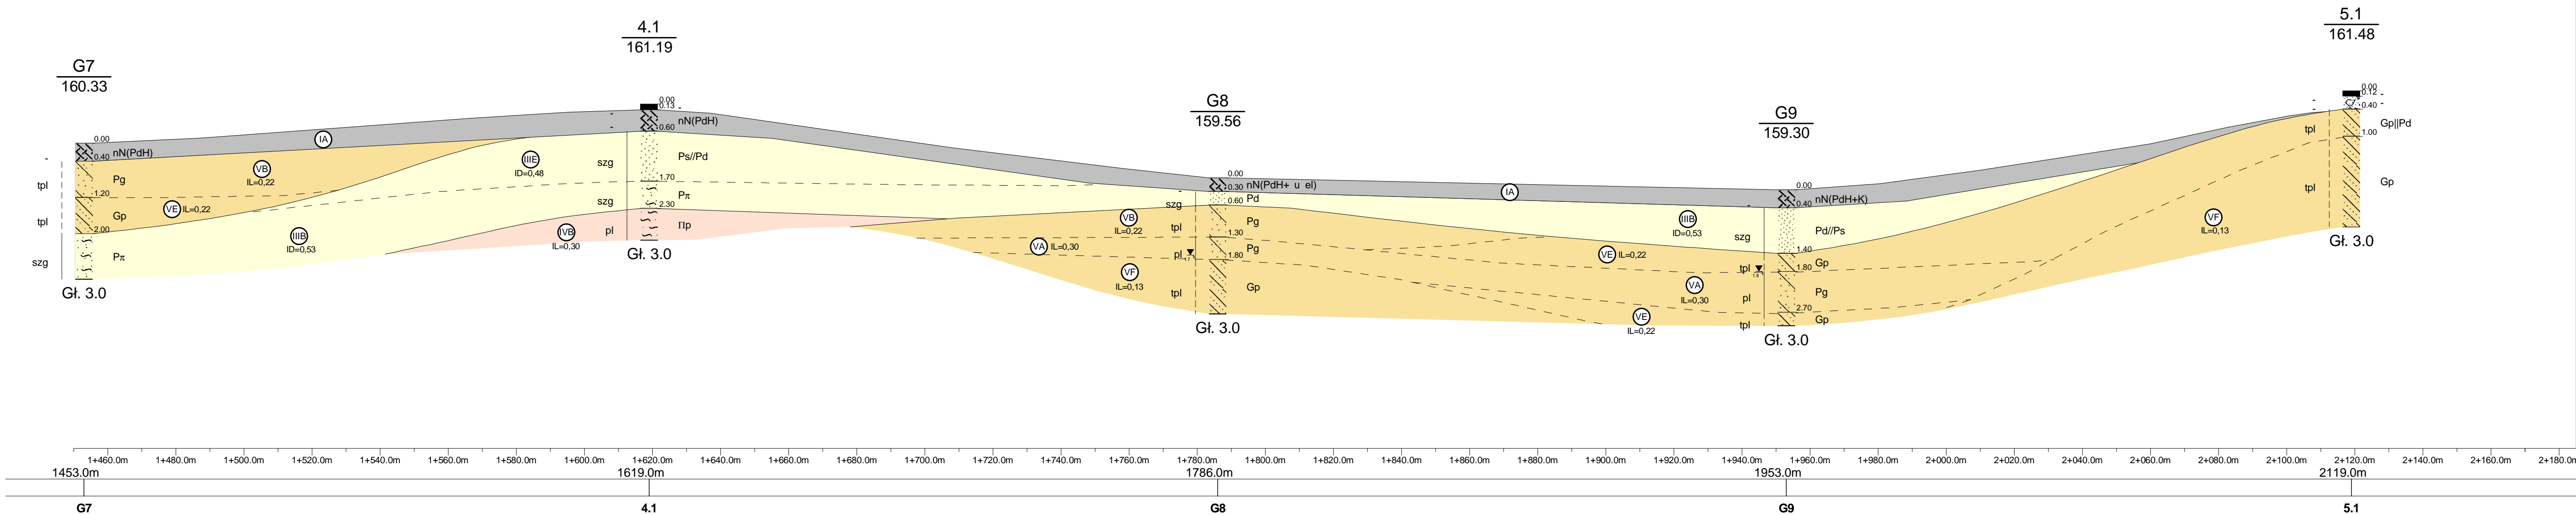 G7
160.33
4.1
161.19
G8
159.56
G9
159.30
5.1
161.48
0.00
0.40
1.20
2.00
nN(PdH)
Pg
Gp
Pπ
-
tpl
tpl
szg
Gł. 3.0
IA
VB
IL=0,22
VE IL=0,22
IIIB
ID=0,53
IIIE
ID=0,48
IVB
IL=0,30
-
-
szg
szg
pl
0.00
0.13
0.60
1.70
2.30
-
nN(PdH)
Ps//Pd
Pπ
Πp
Gł. 3.0
VA IL=0,30
VB
IL=0,22
VF
IL=0,13
-
szg
tpl
pl
1.7
tpl
0.00
0.30
0.60
1.30
1.80
nN(PdH+ u el)
Pd
Pg
Pg
Gp
Gł. 3.0
IA
IIIB
ID=0,53
VE IL=0,22
VA
IL=0,30
VE
IL=0,22
-
szg
tpl
1.8
pl
tpl
0.00
0.40
1.40
1.80
2.70
nN(PdH+K)
Pd//Ps
Gp
Pg
Gp
Gł. 3.0
VF
IL=0,13
-
-
tpl
tpl
0.00
0.12
0.40
1.00
-
-
Gp||Pd
Gp
Gł. 3.0
1+460.0m 1+480.0m 1+500.0m 1+520.0m 1+540.0m 1+560.0m 1+580.0m 1+600.0m 1+620.0m 1+640.0m 1+660.0m 1+680.0m 1+700.0m 1+720.0m 1+740.0m 1+760.0m 1+780.0m 1+800.0m 1+820.0m 1+840.0m 1+860.0m 1+880.0m 1+900.0m 1+920.0m 1+940.0m 1+960.0m 1+980.0m 2+000.0m 2+020.0m 2+040.0m 2+060.0m 2+080.0m 2+100.0m 2+120.0m 2+140.0m 2+160.0m 2+180.0m
1453.0m 1619.0m 1786.0m 1953.0m 2119.0m
G7 4.1 G8 G9 5.1